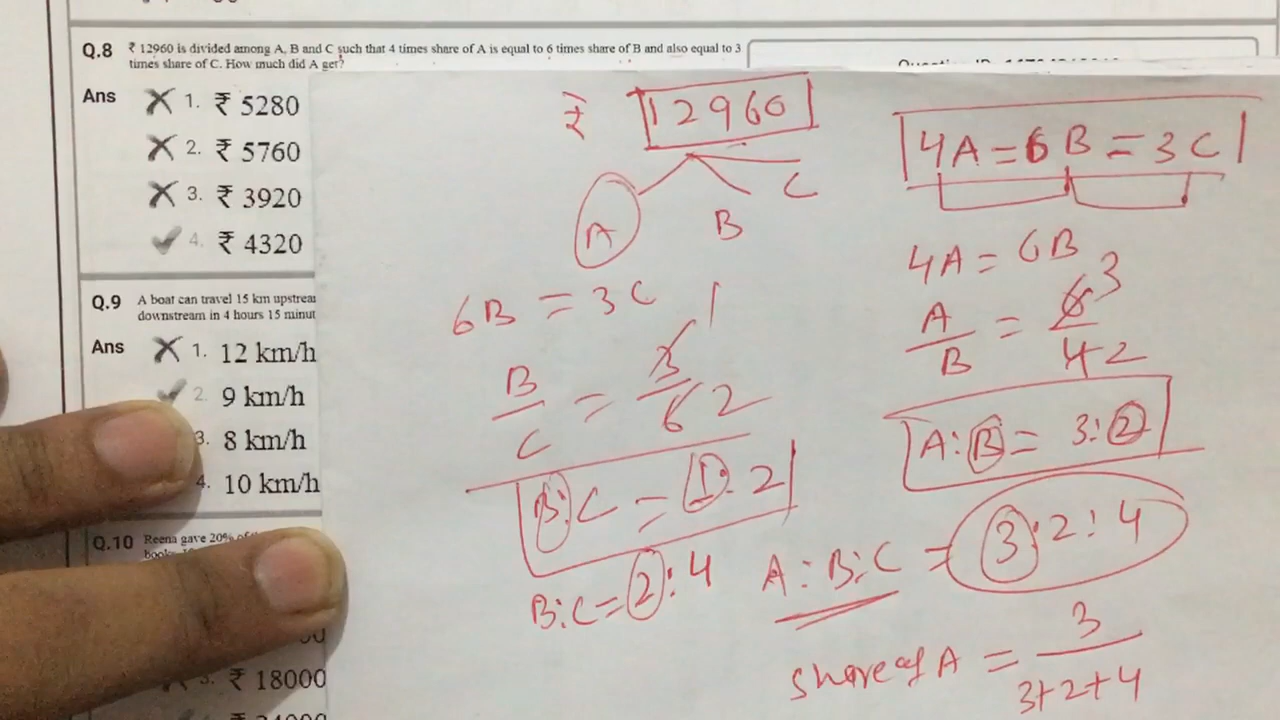 Q.8 ₹ 12960 is divided among A, B and C such that 4 times share of A is equal to 6 times share of B and also equal to 3
times share of C. How much did A get?
Ans
1. ₹ 5280
2. ₹ 5760
3. ₹ 3920
4. ₹ 4320
Q.9 A boat can travel 15 km
downstream in 4 hours 15
Ans
1. 12 km/h
2. 9 km/h
3. 8 km/h
4. 10 km/h
Q.10 Reena gave 20%
₹ 18000
₹ 12960
A
B
C
6B = 3C
B/C = 3/6 1 2
B:C = 1:2
B:C = 2:4
4A = 6B = 3C
4A = 6B
A/B = 6/4 3 2
A:B = 3:2
A:B:C = 3:2:4
Share of A = 3/3+2+4